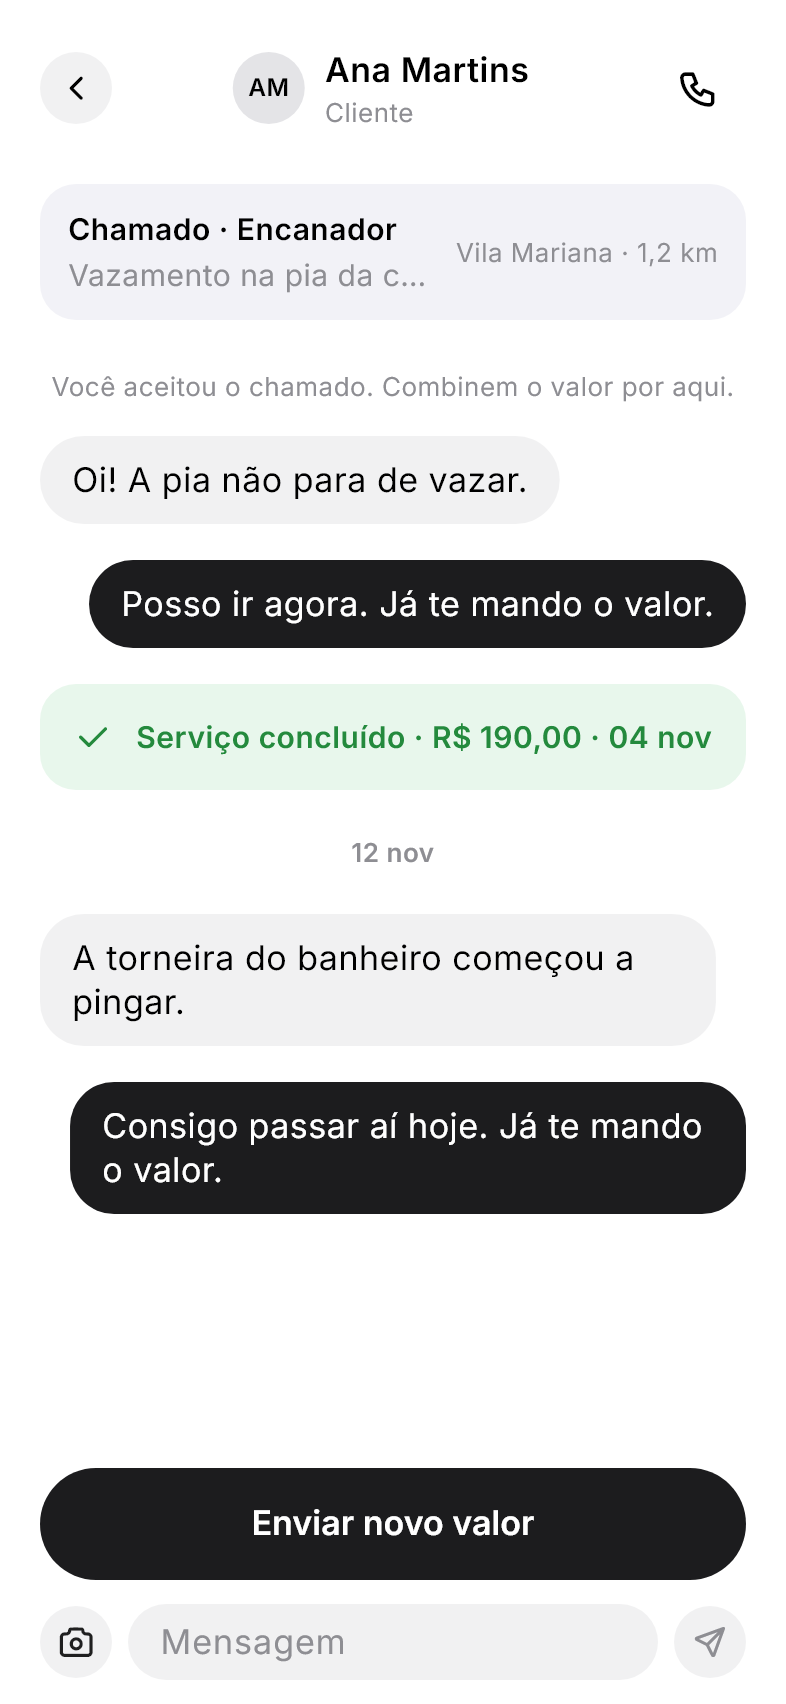 AM
Ana Martins
Cliente
Chamado · Encanador
Vazamento na pia da c...
Vila Mariana · 1,2 km
Você aceitou o chamado. Combinem o valor por aqui.
Oi! A pia não para de vazar.
Posso ir agora. Já te mando o valor.
Serviço concluído · R$ 190,00 · 04 nov
12 nov
A torneira do banheiro começou a
pingar.
Consigo passar aí hoje. Já te mando
o valor.
Enviar novo valor
Mensagem